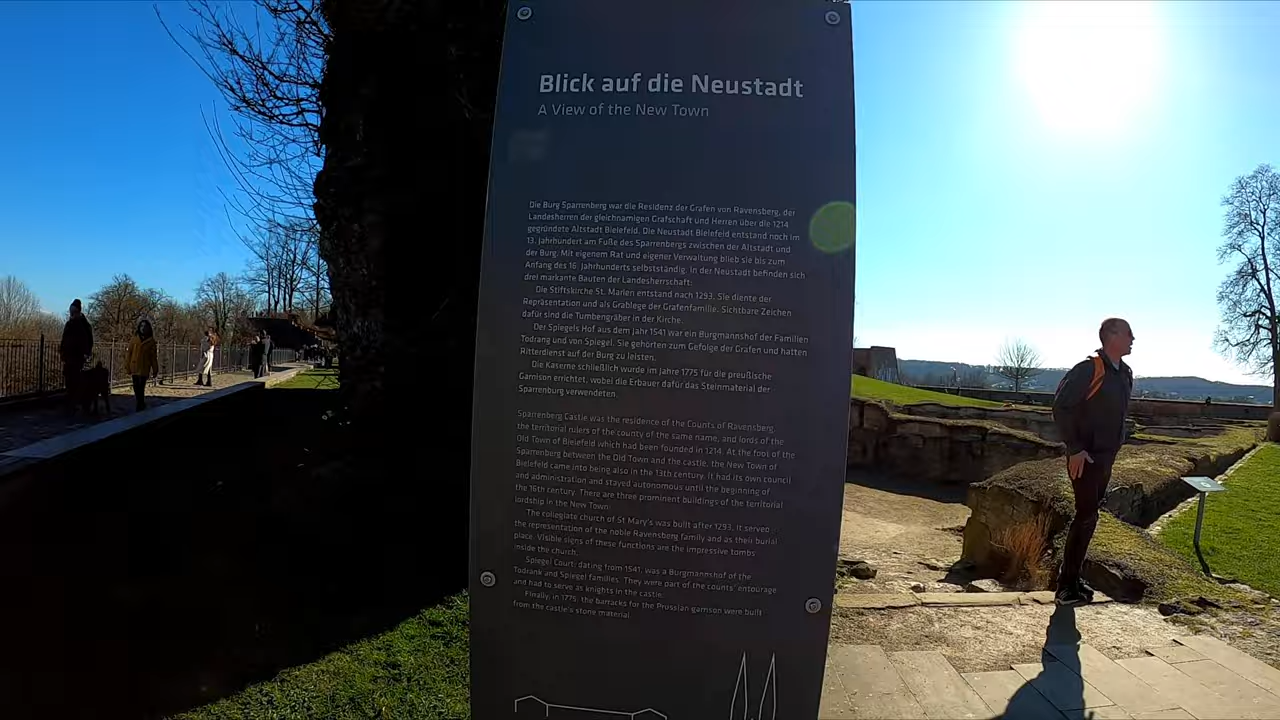 Blick auf die Neustadt
A View of the New Town
Die Burg Sparrenberg war die Residenz der Grafen von Ravensberg, der
Landesherren der gleichnamigen Grafschaft und Herren über die 1214
gegründete Altstadt Bielefeld. Die Neustadt Bielefeld entstand noch im
13. Jahrhundert am Fuße des Sparrenbergs zwischen der Altstadt und
der Burg. Mit eigenem Rat und eigener Verwaltung blieb sie bis zum
Anfang des 16. Jahrhunderts selbstständig. In der Neustadt befinden sich
drei markante Bauten der Landesherrschaft:
Die Stiftskirche St. Marien entstand nach 1293. Sie diente der
Repräsentation und als Grablege der Grafenfamilie. Sichtbare Zeichen
dafür sind die Tumbengräber in der Kirche.
Der Spiegels Hof aus dem Jahr 1541 war ein Burgmannshof der Familien
Todrang und von Spiegel. Sie gehörten zum Gefolge der Grafen und hatten
Ritterdienst auf der Burg zu leisten.
Die Kaserne schließlich wurde im Jahre 1775 für die preußische
Garnison errichtet, wobei die Erbauer dafür das Steinmaterial der
Sparrenburg verwendeten.
Sparrenberg Castle was the residence of the Counts of Ravensberg,
the territorial rulers of the county of the same name, and lords of the
Old Town of Bielefeld which had been founded in 1214. At the foot of the
Sparrenberg between the Old Town and the castle, the New Town of
Bielefeld came into being also in the 13th century. It had its own council
and administration and stayed autonomous until the beginning of
the 16th century. There are three prominent buildings of the territorial
lordship in the New Town:
The collegiate church of St Mary's was built after 1293. It served
the representation of the noble Ravensberg family and as their burial
place. Visible signs of these functions are the impressive tombs
inside the church.
Spiegel Court, dating from 1541, was a Burgmannshof of the
Todrank and Spiegel families. They were part of the counts' entourage
and had to serve as knights in the castle.
Finally, in 1775, the barracks for the Prussian garrison were built
from the castle's stone material.